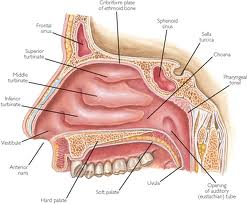 Cribriform plate
of ethmoid bone
Sphenoid
sinus
Frontal
sinus
Sella
turcica
Superior
turbinate
Choana
Middle
turbinate
Pharyngeal
tonsil
Inferior
turbinate
Vestibule
Anterior
nares
Hard palate
Soft palate
Uvula
Opening
of auditory
(eustachian) tube